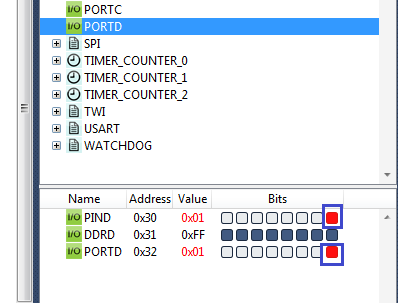 I/O PORTC
I/O PORTD
SPI
TIMER_COUNTER_0
TIMER_COUNTER_1
TIMER_COUNTER_2
TWI
USART
WATCHDOG
Name Address Value Bits
I/O PIND 0x30 0x01
I/O DDRD 0x31 0xFF
I/O PORTD 0x32 0x01